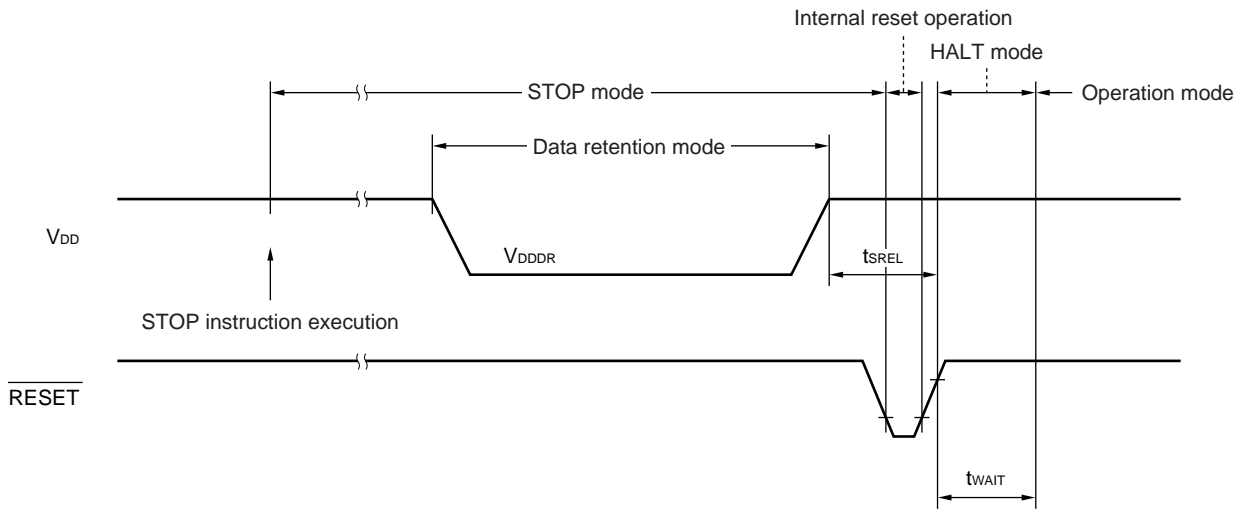 Internal reset operation
HALT mode
STOP mode
Operation mode
Data retention mode
VDD
VDDDR
tSREL
STOP instruction execution
RESET
tWAIT